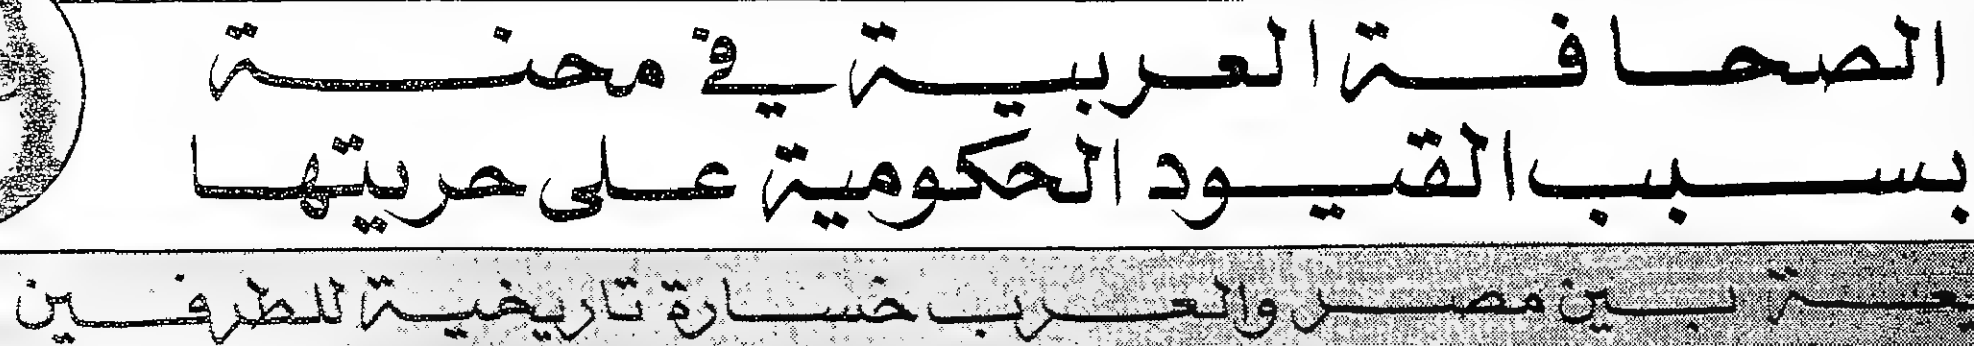 الصحافة العربية في محنة
بسبب القيود الحكومية على حريتها
بين مصر والعرب خسارة تاريخية للطرفين